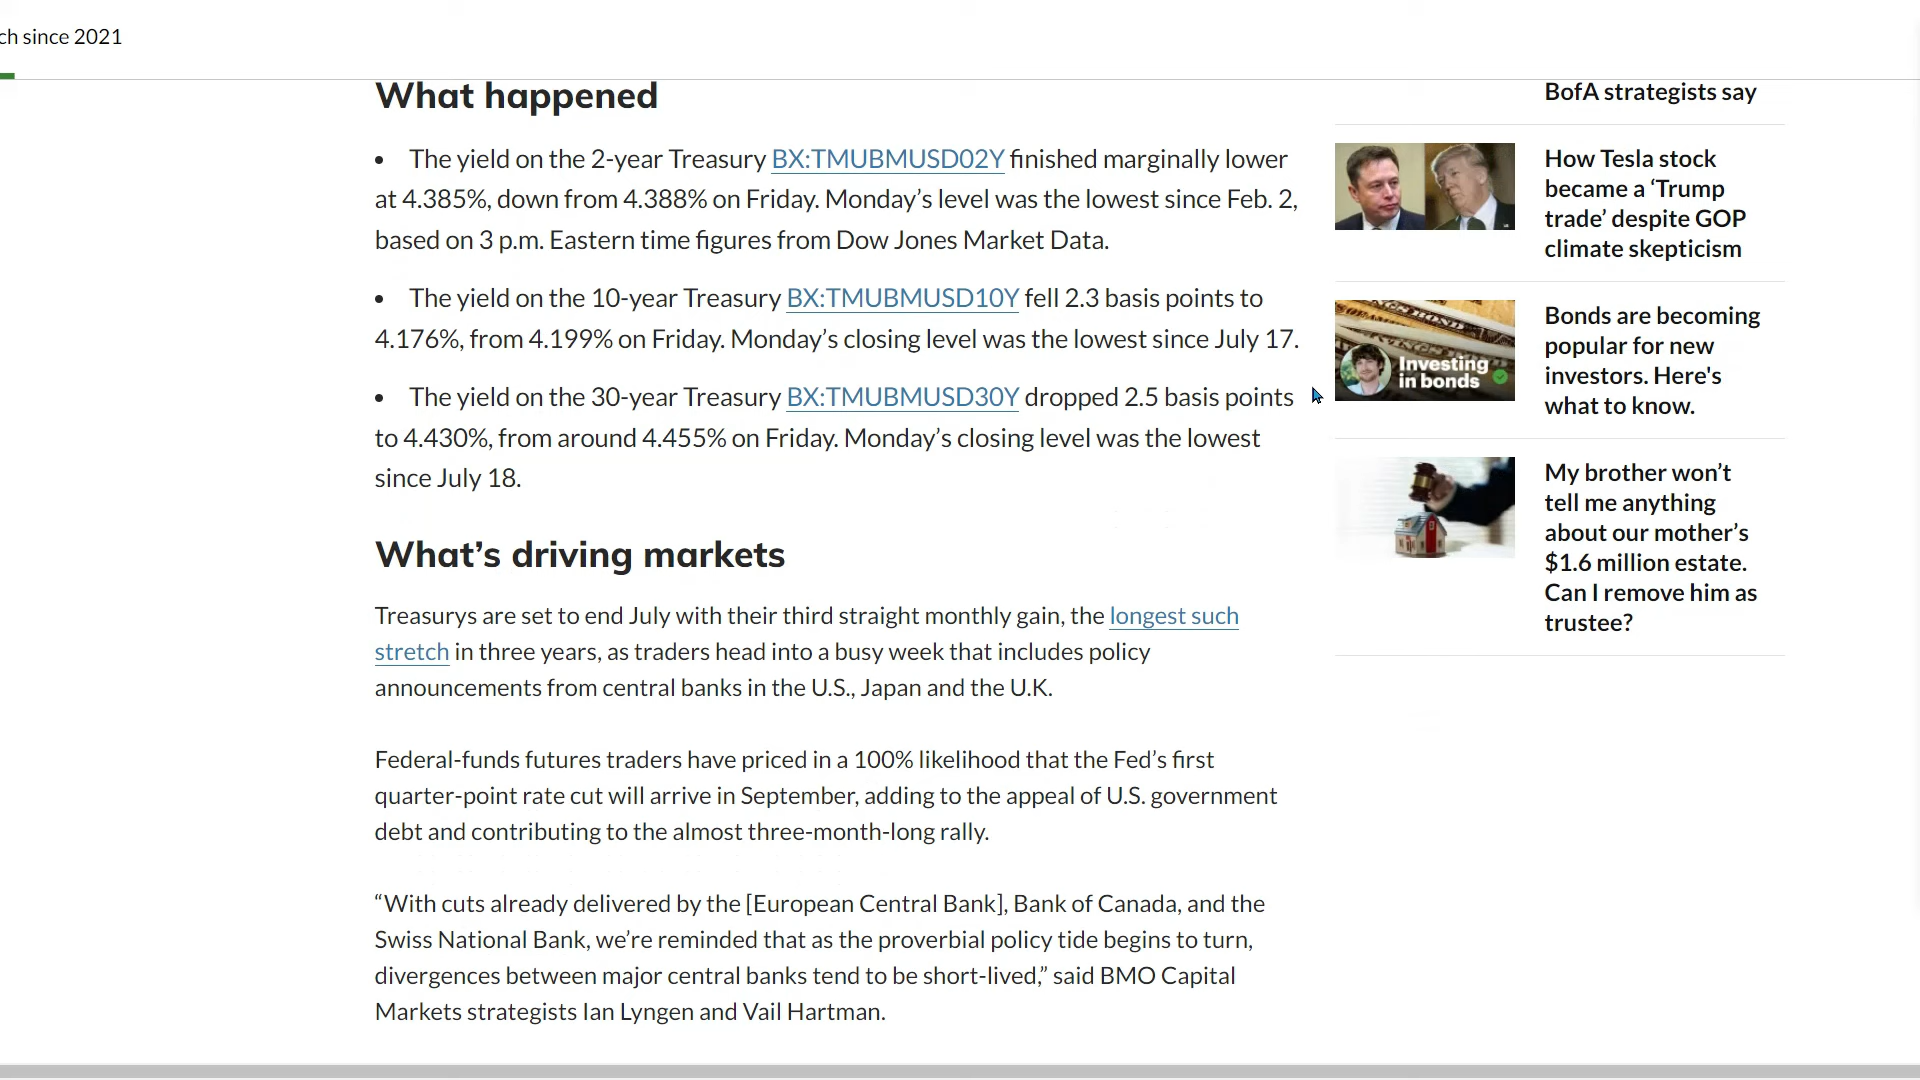 ch since 2021
What happened
• The yield on the 2-year Treasury BX:TMUBMUSD02Y finished marginally lower
at 4.385%, down from 4.388% on Friday. Monday’s level was the lowest since Feb. 2,
based on 3 p.m. Eastern time figures from Dow Jones Market Data.
• The yield on the 10-year Treasury BX:TMUBMUSD10Y fell 2.3 basis points to
4.176%, from 4.199% on Friday. Monday’s closing level was the lowest since July 17.
• The yield on the 30-year Treasury BX:TMUBMUSD30Y dropped 2.5 basis points
to 4.430%, from around 4.455% on Friday. Monday’s closing level was the lowest
since July 18.
What’s driving markets
Treasurys are set to end July with their third straight monthly gain, the longest such
stretch in three years, as traders head into a busy week that includes policy
announcements from central banks in the U.S., Japan and the U.K.
Federal-funds futures traders have priced in a 100% likelihood that the Fed’s first
quarter-point rate cut will arrive in September, adding to the appeal of U.S. government
debt and contributing to the almost three-month-long rally.
“With cuts already delivered by the [European Central Bank], Bank of Canada, and the
Swiss National Bank, we’re reminded that as the proverbial policy tide begins to turn,
divergences between major central banks tend to be short-lived,” said BMO Capital
Markets strategists Ian Lyngen and Vail Hartman.
BofA strategists say
How Tesla stock
became a ‘Trump
trade’ despite GOP
climate skepticism
Investing
in bonds
Bonds are becoming
popular for new
investors. Here's
what to know.
My brother won’t
tell me anything
about our mother’s
$1.6 million estate.
Can I remove him as
trustee?